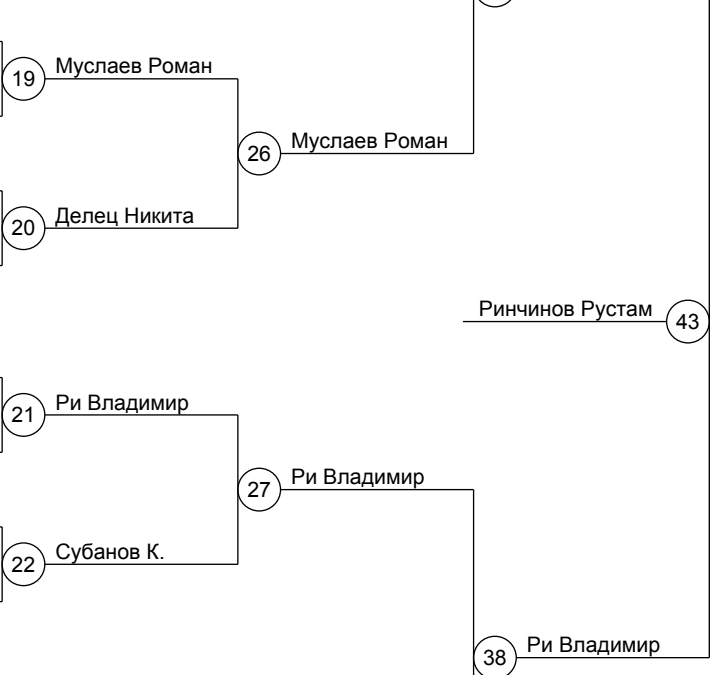 19 Муслаев Роман
26 Муслаев Роман
20 Делец Никита
Ринчинов Рустам 43
21 Ри Владимир
27 Ри Владимир
22 Субанов К.
38 Ри Владимир